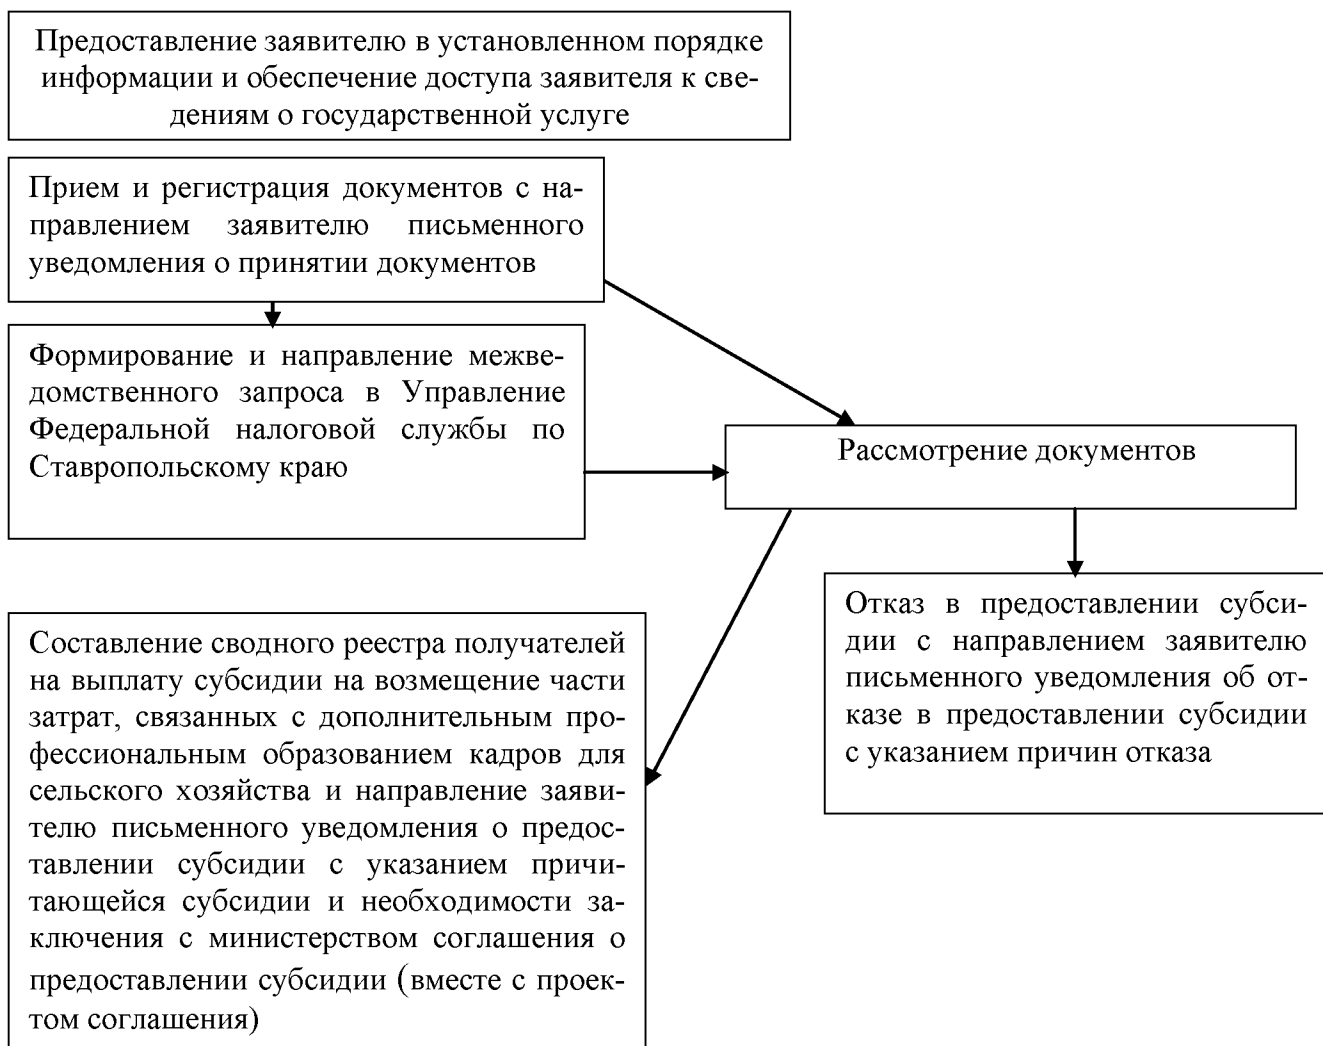 Предоставление заявителю в установленном порядке
информации и обеспечение доступа заявителя к све-
дениям о государственной услуге
Прием и регистрация документов с на-
правлением заявителю письменного
уведомления о принятии документов
Формирование и направление межве-
домственного запроса в Управление
Федеральной налоговой службы по
Ставропольскому краю
Рассмотрение документов
Отказ в предоставлении субси-
дии с направлением заявителю
письменного уведомления об от-
казе в предоставлении субсидии
с указанием причин отказа
Составление сводного реестра получателей
на выплату субсидии на возмещение части
затрат, связанных с дополнительным про-
фессиональным образованием кадров для
сельского хозяйства и направление заяви-
телю письменного уведомления о предос-
тавлении субсидии с указанием причи-
тающейся субсидии и необходимости за-
ключения с министерством соглашения о
предоставлении субсидии (вместе с проек-
том соглашения)